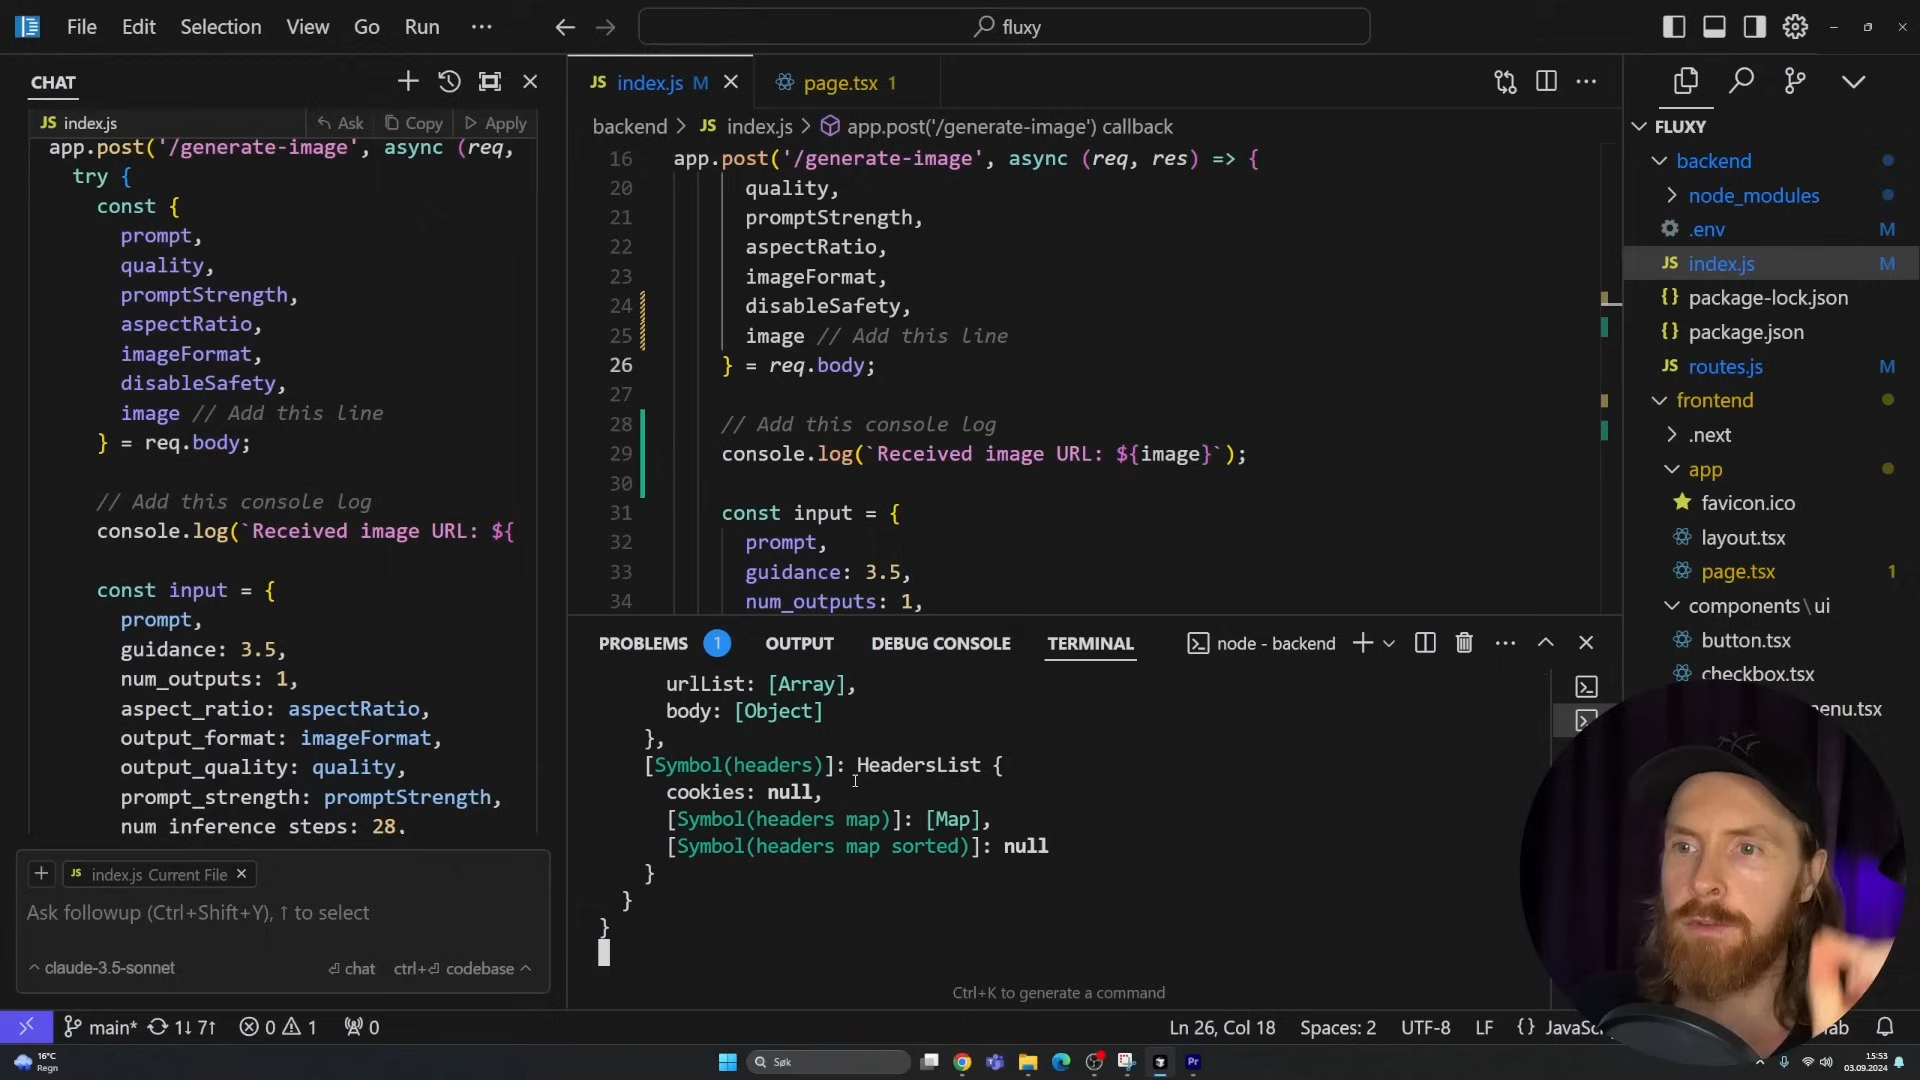 File Edit Selection View Go Run ···
fluxy
CHAT
JS index.js Ask Copy Apply
app.post('/generate-image', async (req,
try {
const {
prompt,
quality,
promptStrength,
aspectRatio,
imageFormat,
disableSafety,
image // Add this line
} = req.body;
// Add this console log
console.log(`Received image URL: ${
const input = {
prompt,
guidance: 3.5,
num_outputs: 1,
aspect_ratio: aspectRatio,
output_format: imageFormat,
output_quality: quality,
prompt_strength: promptStrength,
num_inference_steps: 28,
JS index.js Current File
Ask followup (Ctrl+Shift+Y), ↑ to select
^ claude-3.5-sonnet ⏎ chat ctrl+⏎ codebase ^
JS index.js M page.tsx 1
backend > JS index.js > app.post('/generate-image') callback
16 app.post('/generate-image', async (req, res) => {
20 quality,
21 promptStrength,
22 aspectRatio,
23 imageFormat,
24 disableSafety,
25 image // Add this line
26 } = req.body;
27
28 // Add this console log
29 console.log(`Received image URL: ${image}`);
30
31 const input = {
32 prompt,
33 guidance: 3.5,
34 num_outputs: 1,
PROBLEMS 1 OUTPUT DEBUG CONSOLE TERMINAL node - backend
urlList: [Array],
body: [Object]
},
[Symbol(headers)]: HeadersList {
cookies: null,
[Symbol(headers map)]: [Map],
[Symbol(headers map sorted)]: null
}
}
}
Ctrl+K to generate a command
FLUXY
backend
node_modules
.env M
JS index.js M
{} package-lock.json
{} package.json
JS routes.js M
frontend
.next
app
favicon.ico
layout.tsx
page.tsx 1
components\ui
button.tsx
checkbox.tsx
menu.tsx
main* 1↓ 7↑ 0 1 0 Ln 26, Col 18 Spaces: 2 UTF-8 LF {} JavaSc
16°C
Regn
Søk
Pr
15:53
03.09.2024